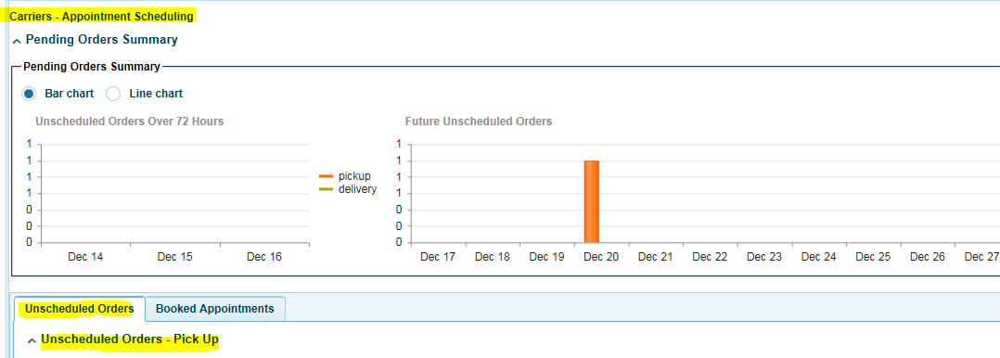 Carriers - Appointment Scheduling
Pending Orders Summary
Pending Orders Summary
Bar chart Line chart
Unscheduled Orders Over 72 Hours
1
1
1
1
0
0
0
Dec 14 Dec 15 Dec 16
pickup
delivery
Future Unscheduled Orders
1
1
1
1
0
0
0
Dec 17 Dec 18 Dec 19 Dec 20 Dec 21 Dec 22 Dec 23 Dec 24 Dec 25 Dec 26 Dec 27
Unscheduled Orders Booked Appointments
Unscheduled Orders - Pick Up